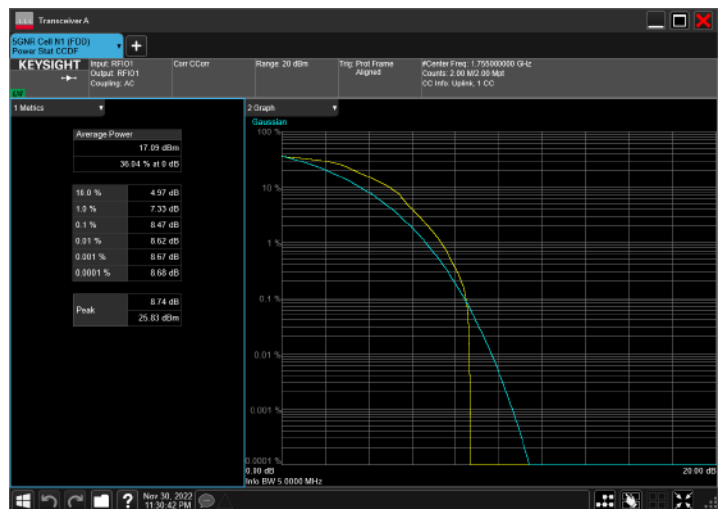 Transceiver A
5GNR Cell N1 (FDD)
Power Stat CCDF
KEYSIGHT
Input: RFIO1
Output: RFIO1
Coupling: AC
Corr CCorr
Range: 20 dBm
Trig: Prot Frame
Aligned
#Center Freq: 1.755000000 GHz
Counts: 2.00 M/2.00 Mpt
CC Info: Uplink, 1 CC
1 Metrics
Average Power
17.09 dBm
36.04 % at 0 dB
10.0 % 4.97 dB
1.0 % 7.33 dB
0.1 % 8.47 dB
0.01 % 8.62 dB
0.001 % 8.67 dB
0.0001 % 8.68 dB
Peak
8.74 dB
25.83 dBm
2 Graph
Gaussian
100 %
10 %
1 %
0.1 %
0.01 %
0.001 %
0.0001 %
0.00 dB
20.00 dB
Info BW 5.0000 MHz
Nov 30, 2022
11:30:42 PM